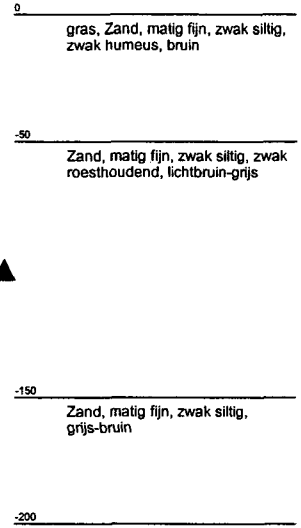 0
gras, Zand, matig fijn, zwak siltig,
zwak humeus, bruin
-50
Zand, matig fijn, zwak siltig, zwak
roesthoudend, lichtbruin-grijs
-150
Zand, matig fijn, zwak siltig,
grijs-bruin
-200